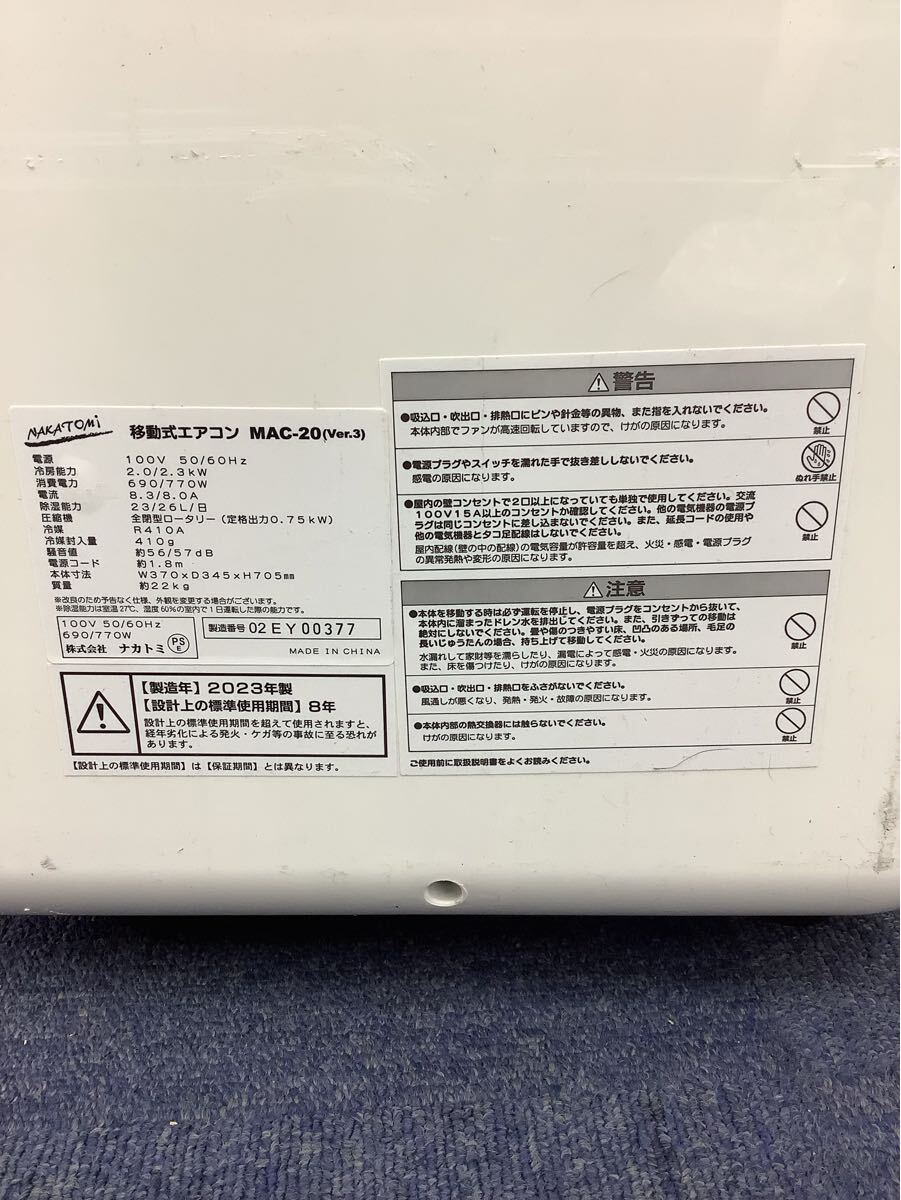 NAKATOMI 移動式エアコン MAC-20(Ver.3)
電源 100V 50/60Hz
冷房能力 2.0/2.3kW
消費電力 690/770W
電流 8.3/8.0A
除湿能力 23/26L/日
圧縮機 全閉型ロータリー(定格出力0.75kW)
冷媒 R410A
冷媒封入量 410g
騒音値 約56/57dB
電源コード 約1.8m
本体寸法 W370×D345×H705mm
質量 約22kg
※改良のため予告なく仕様、外観を変更する場合がございます。
※除湿能力は室温27℃、湿度60%の室内で1日運転した際の能力です。
100V 50/60Hz
690/770W
株式会社 ナカトミ
PSE
製造番号 02EY00377
MADE IN CHINA
【製造年】2023年製
【設計上の標準使用期間】8年
設計上の標準使用期間を超えて使用されますと、
経年劣化による発火・ケガ等の事故に至る恐れが
あります。
【設計上の標準使用期間】は【保証期間】とは異なります。
警告
●吸込口・吹出口・排熱口にピンや針金等の異物、また指を入れないでください。
本体内部でファンが高速回転していますので、けがの原因になります。
禁止
●電源プラグやスイッチを濡れた手で抜き差ししないでください。
感電の原因になります。
ぬれ手禁止
●屋内の壁コンセントで2口以上になっていても単独で使用してください。交流
100V15A以上のコンセントか確認してください。他の電気機器の電源プ
ラグは同じコンセントに差し込まないでください。また、延長コードの使用や
他の電気機器とタコ足配線はしないでください。
屋内配線(壁の中の配線)の電気容量が許容量を超え、火災・感電・電源プラグ
の異常発熱や変形の原因になります。
禁止
注意
●本体を移動する時は必ず運転を停止し、電源プラグをコンセントから抜いて、
本体内に溜まったドレン水を排出してください。また、引きずっての移動は
絶対にしないでください。畳や傷のつきやすい床、凹凸のある場所、毛足の
長いじゅうたんの場合、持ち上げて移動してください。
水漏れして家財等を濡らしたり、漏電によって感電・火災の原因になります。
また、床を傷つけたり、けがの原因になります。
禁止
●吸込口・吹出口・排熱口をふさがないでください。
風通しが悪くなり、発熱・発火・故障の原因になります。
禁止
●本体内部の熱交換器には触らないでください。
けがの原因になります。
禁止
ご使用前に取扱説明書をよくお読みください。